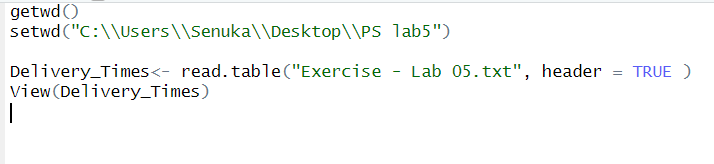 getwd()
setwd("C:\\Users\\Senuka\\Desktop\\PS lab5")
Delivery_Times<- read.table("Exercise - Lab 05.txt", header = TRUE )
View(Delivery_Times)